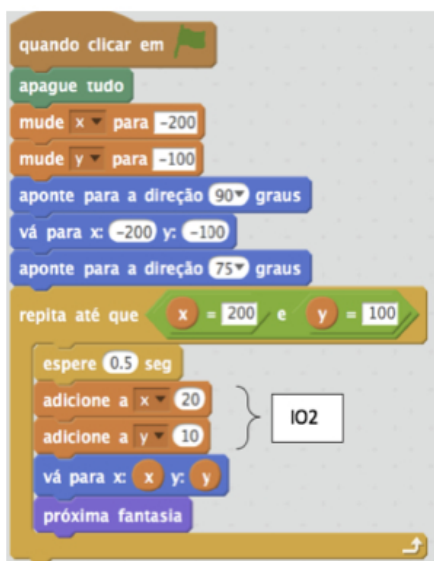 quando clicar em
apague tudo
mude x para -200
mude y para -100
aponte para a direção 90 graus
vá para x: -200 y: -100
aponte para a direção 75 graus
repita até que x = 200 e y = 100
espere 0.5 seg
adicione a x 20
adicione a y 10
IO2
vá para x: x y: y
próxima fantasia